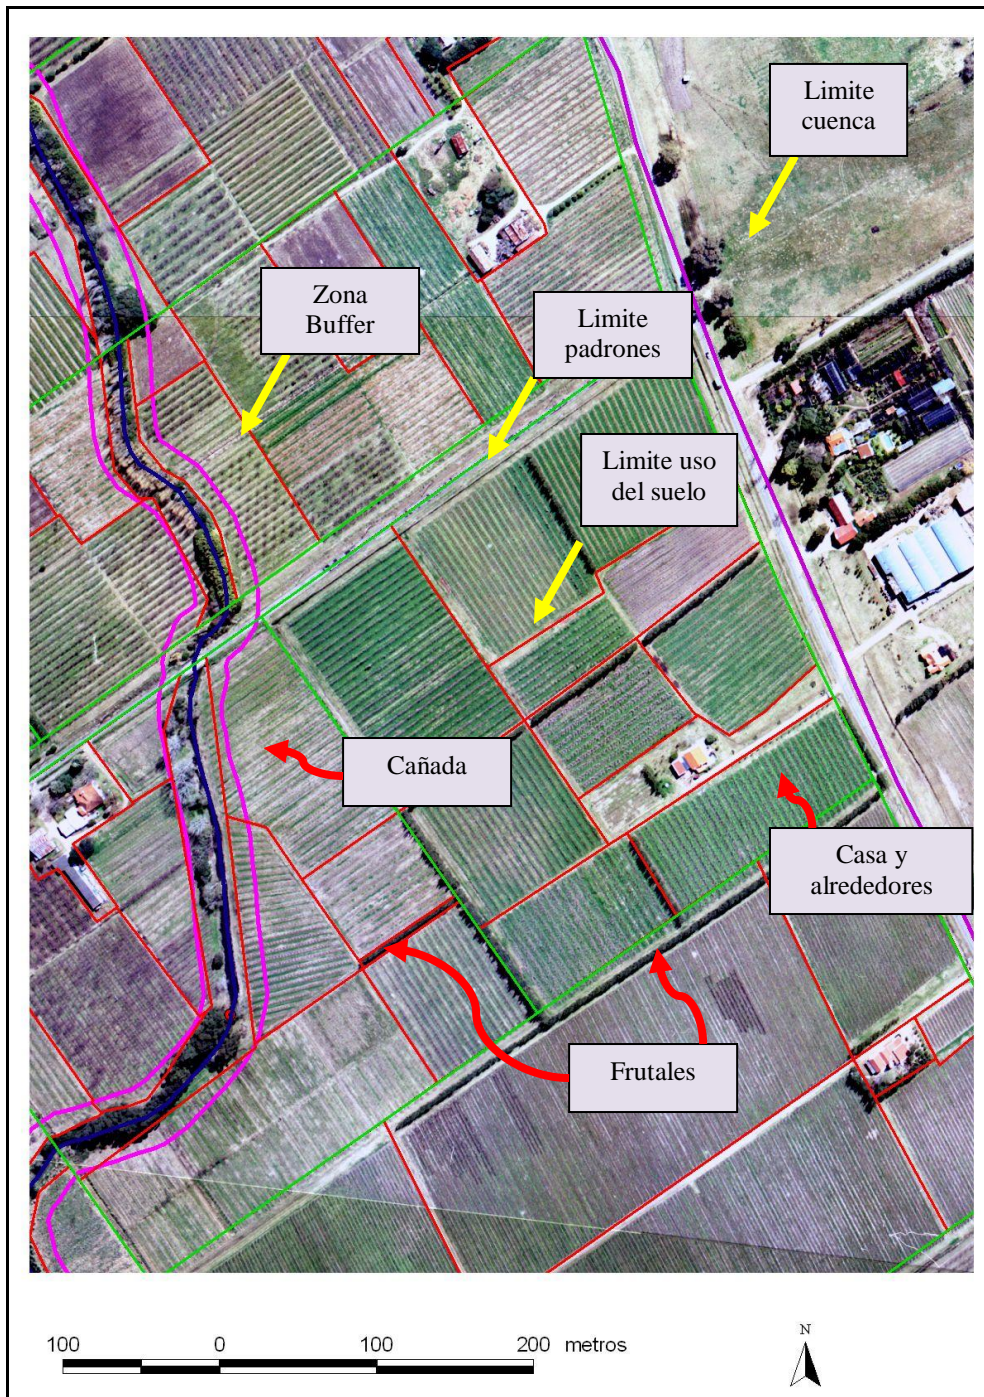 Limite
cuenca
Zona
Buffer
Limite
padrones
Limite uso
del suelo
Cañada
Casa y
alrededores
Frutales
100 0 100 200 metros
N